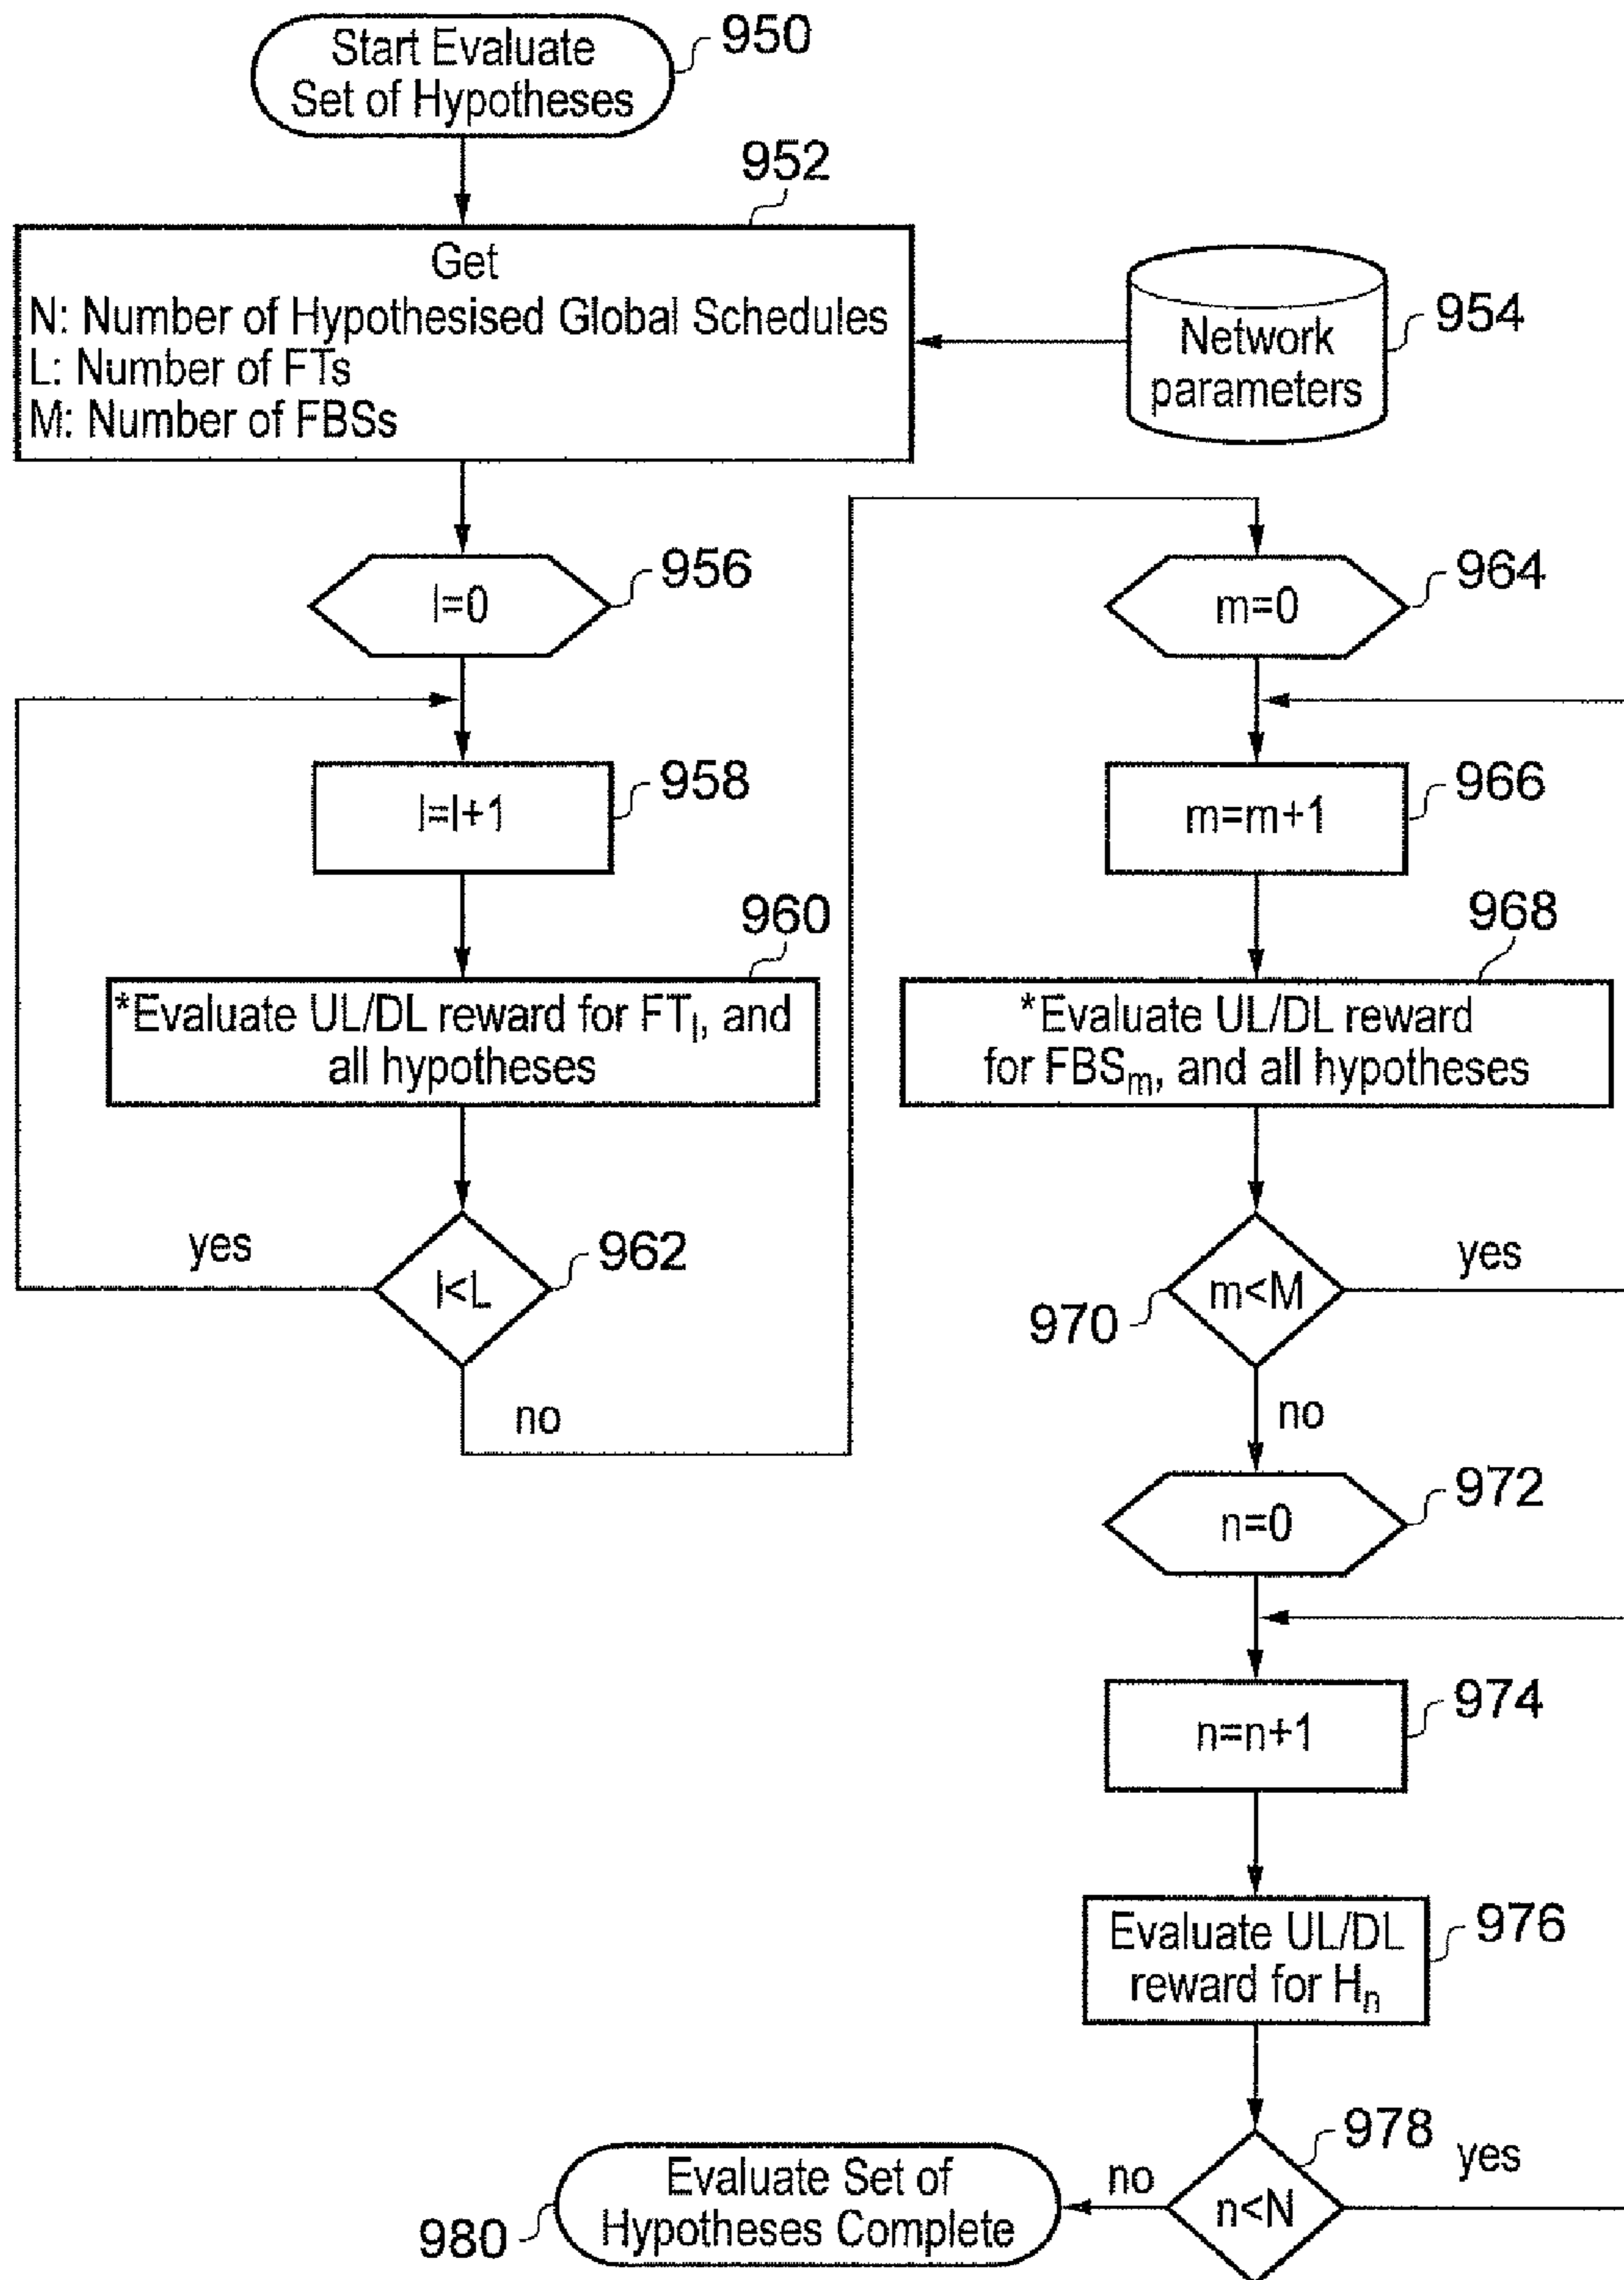 Start Evaluate
Set of Hypotheses
950
952
Get
N: Number of Hypothesised Global Schedules
L: Number of FTs
M: Number of FBSs
Network
parameters
954
l=0
956
l=l+1
958
960
*Evaluate UL/DL reward for FTl, and
all hypotheses
l<L
962
yes
no
m=0
964
m=m+1
966
968
*Evaluate UL/DL reward
for FBSm, and all hypotheses
m<M
970
yes
no
n=0
972
n=n+1
974
Evaluate UL/DL
reward for Hn
976
n<N
978
yes
no
Evaluate Set of
Hypotheses Complete
980